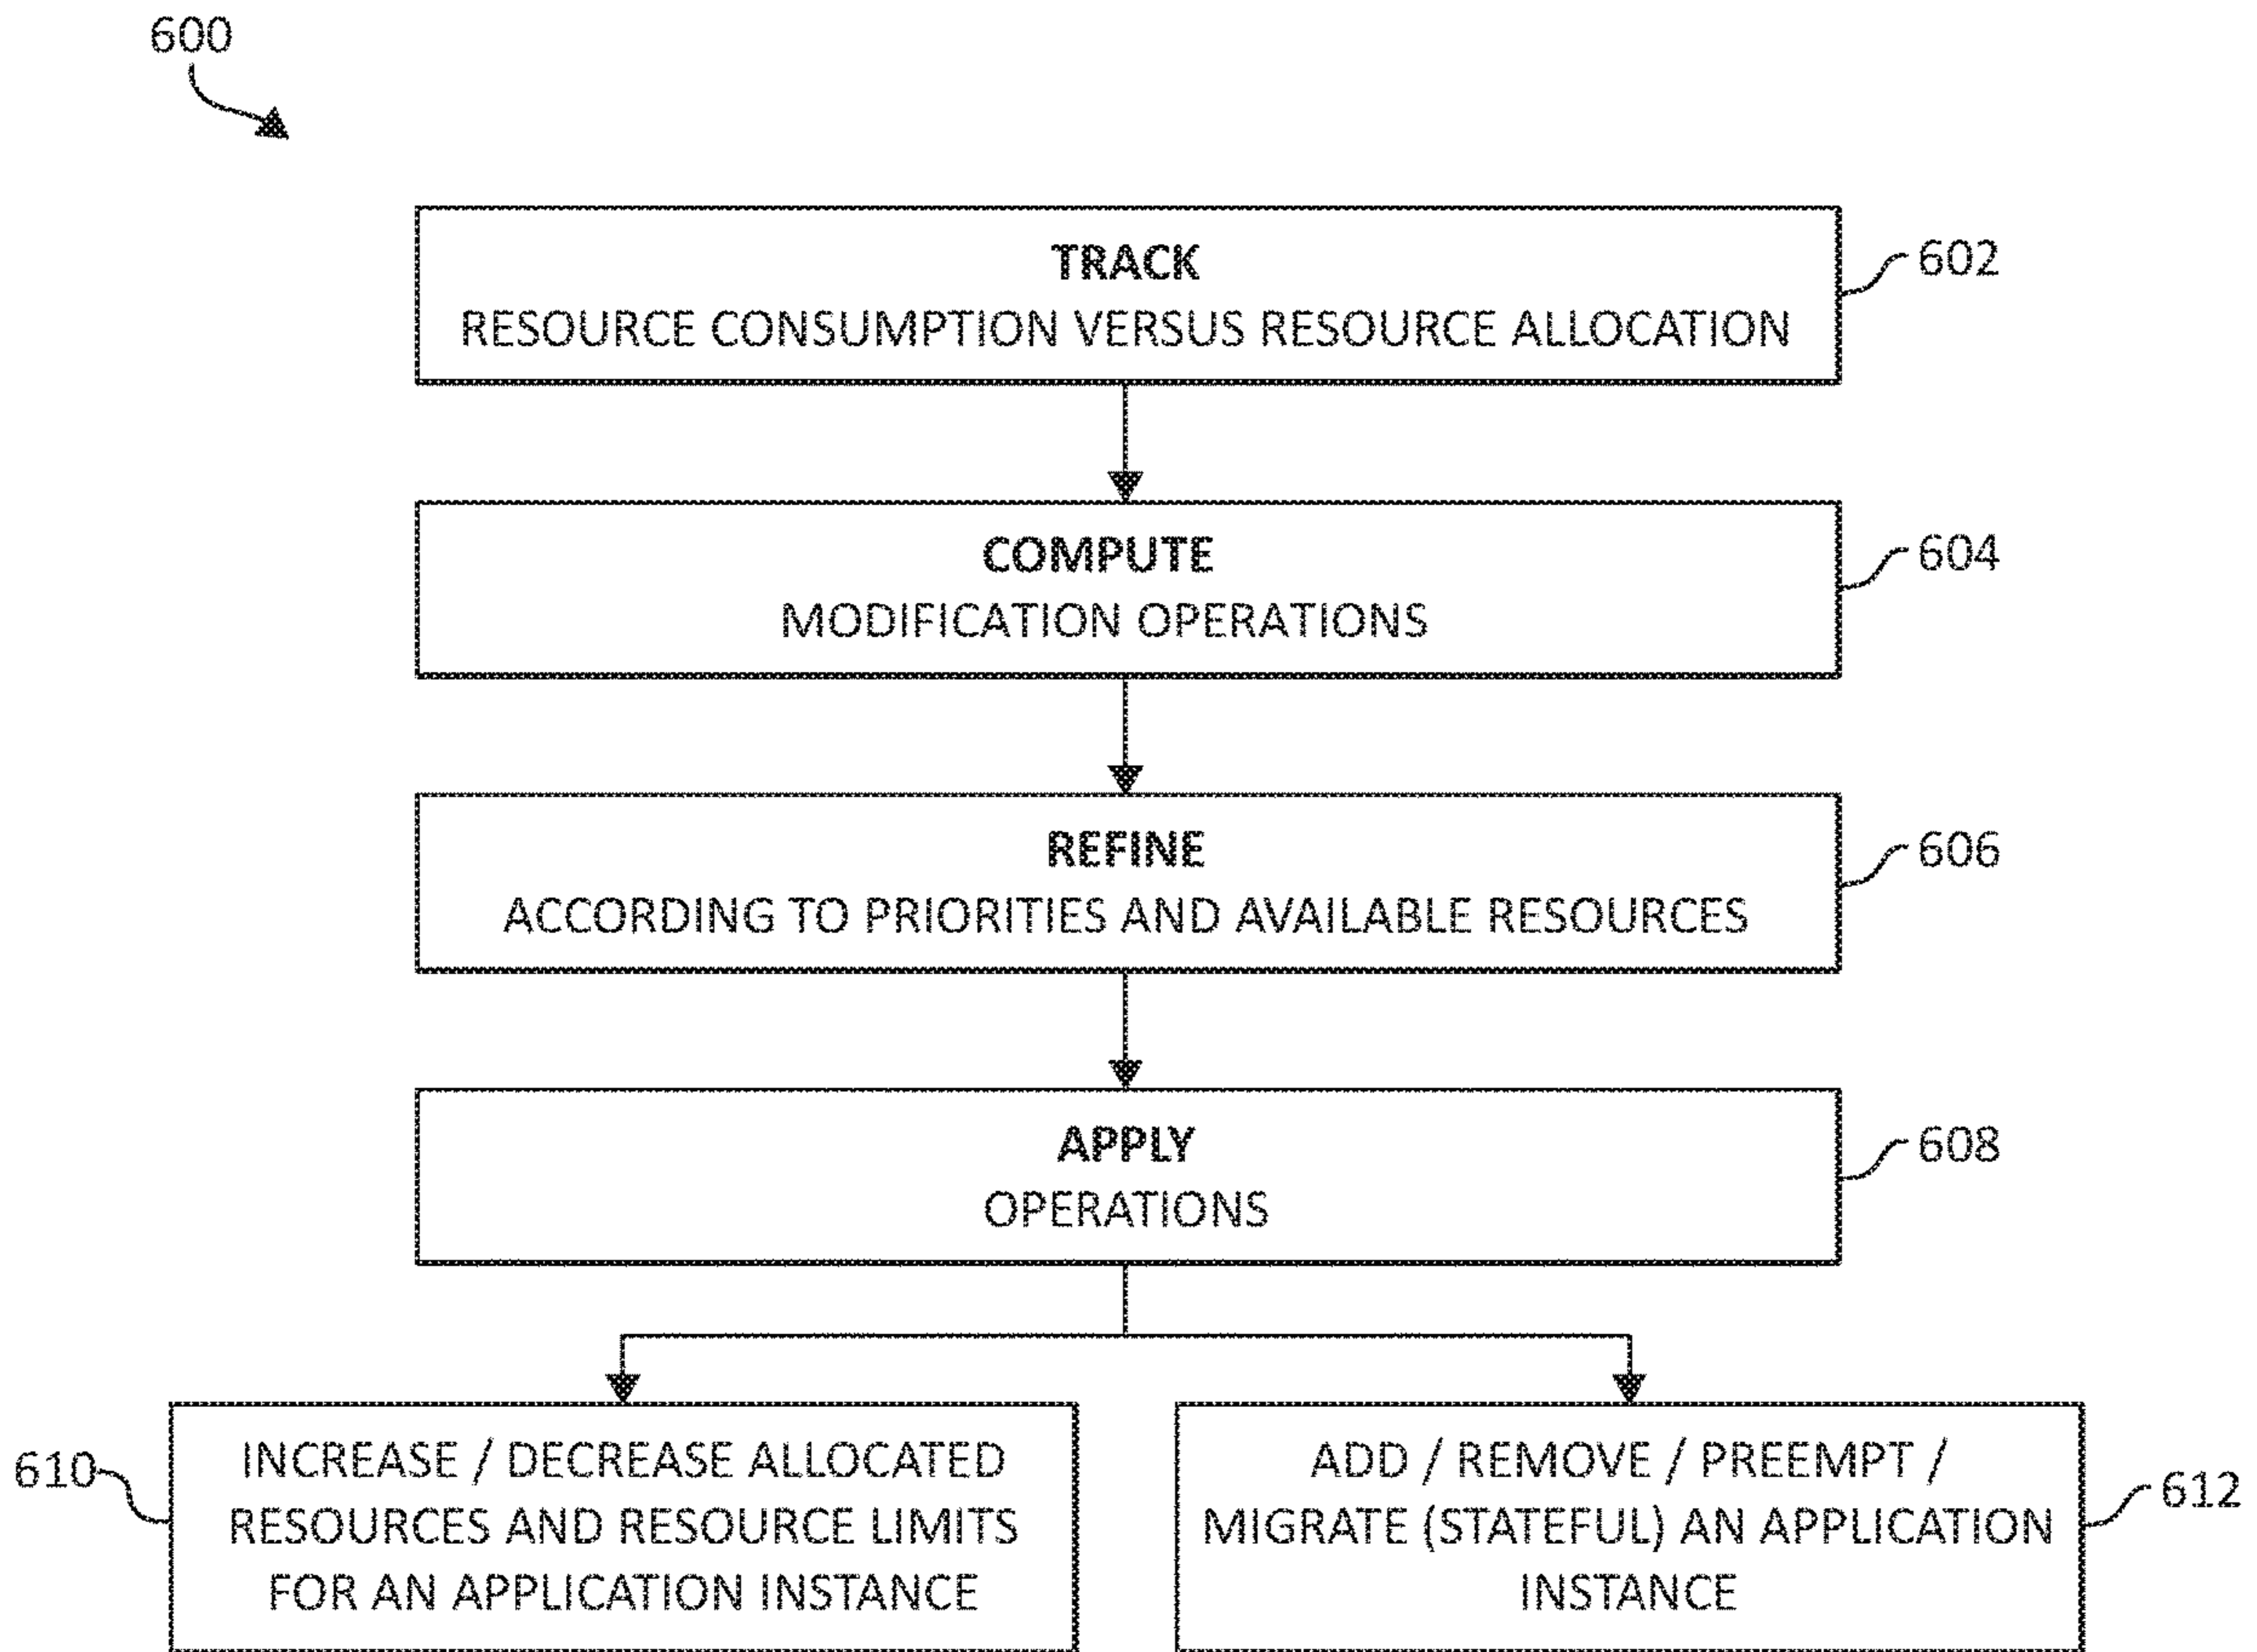 600
TRACK
RESOURCE CONSUMPTION VERSUS RESOURCE ALLOCATION
602
COMPUTE
MODIFICATION OPERATIONS
604
REFINE
ACCORDING TO PRIORITIES AND AVAILABLE RESOURCES
606
APPLY
OPERATIONS
608
610
INCREASE / DECREASE ALLOCATED
RESOURCES AND RESOURCE LIMITS
FOR AN APPLICATION INSTANCE
ADD / REMOVE / PREEMPT /
MIGRATE (STATEFUL) AN APPLICATION
INSTANCE
612